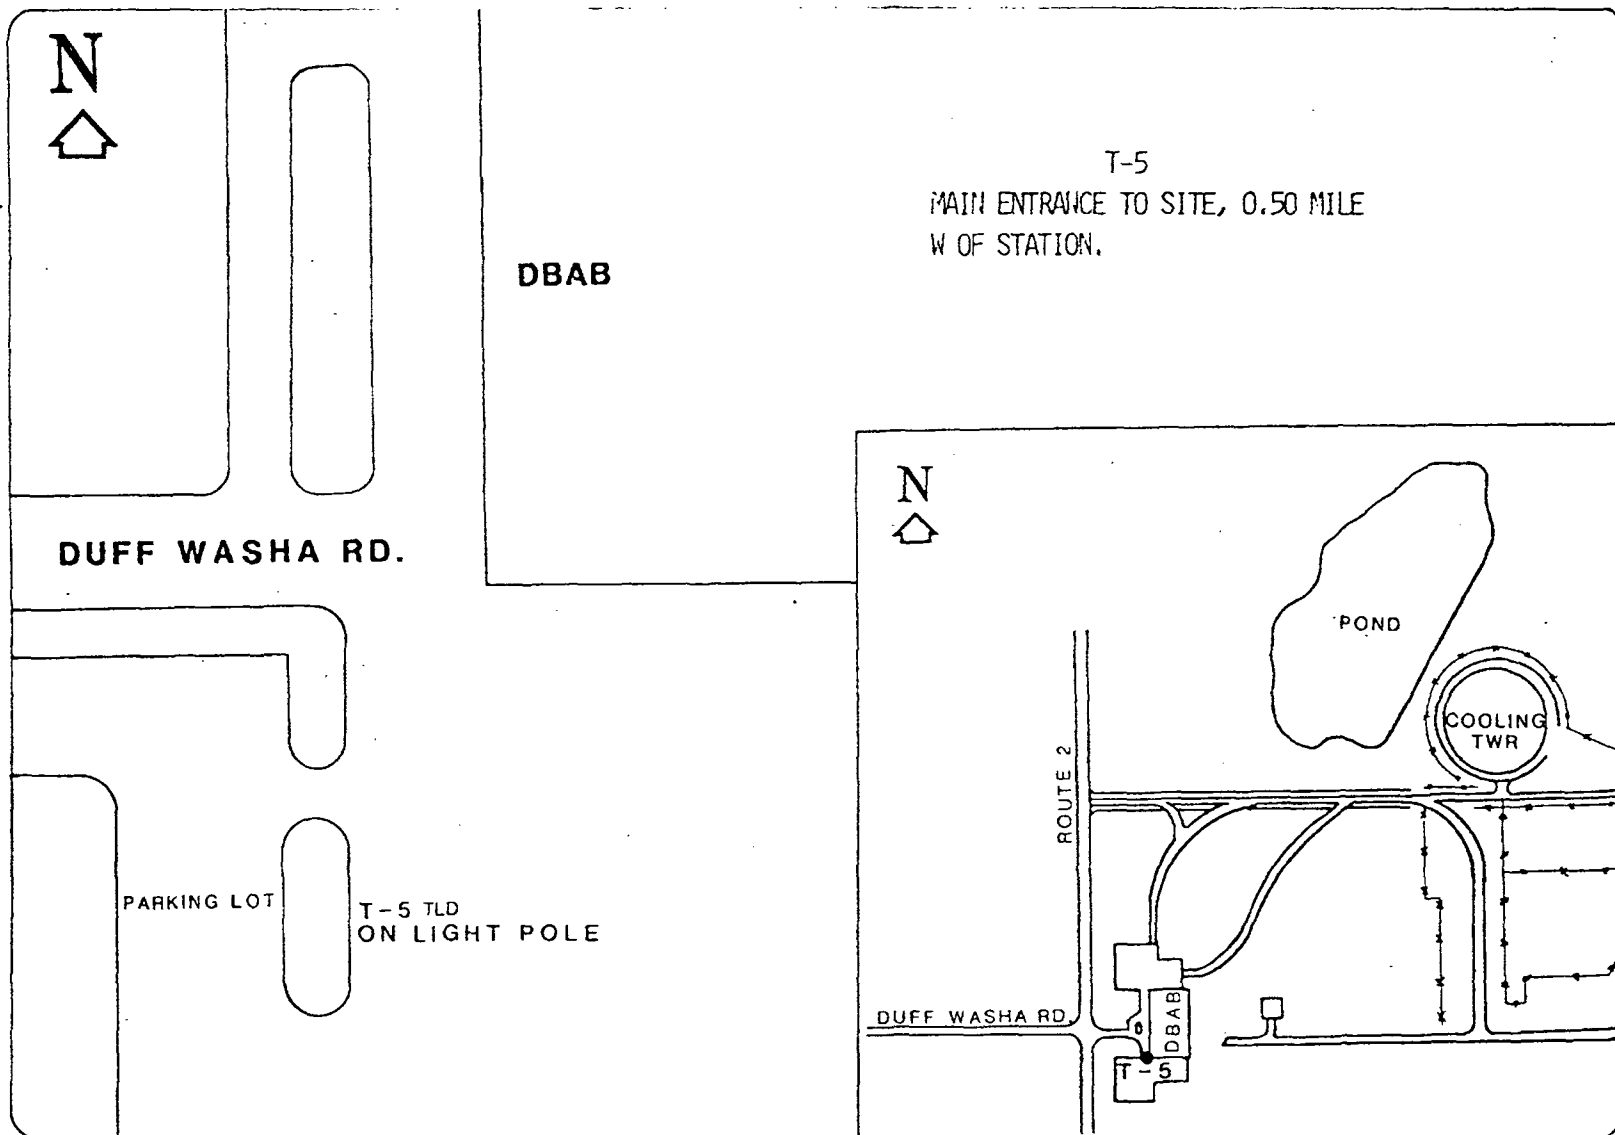 N
T-5
MAIN ENTRANCE TO SITE, 0.50 MILE
W OF STATION.
DBAB
DUFF WASHA RD.
PARKING LOT
T-5 TLD
ON LIGHT POLE
N
POND
COOLING
TWR
ROUTE 2
DUFF WASHA RD.
DBAB
T-5